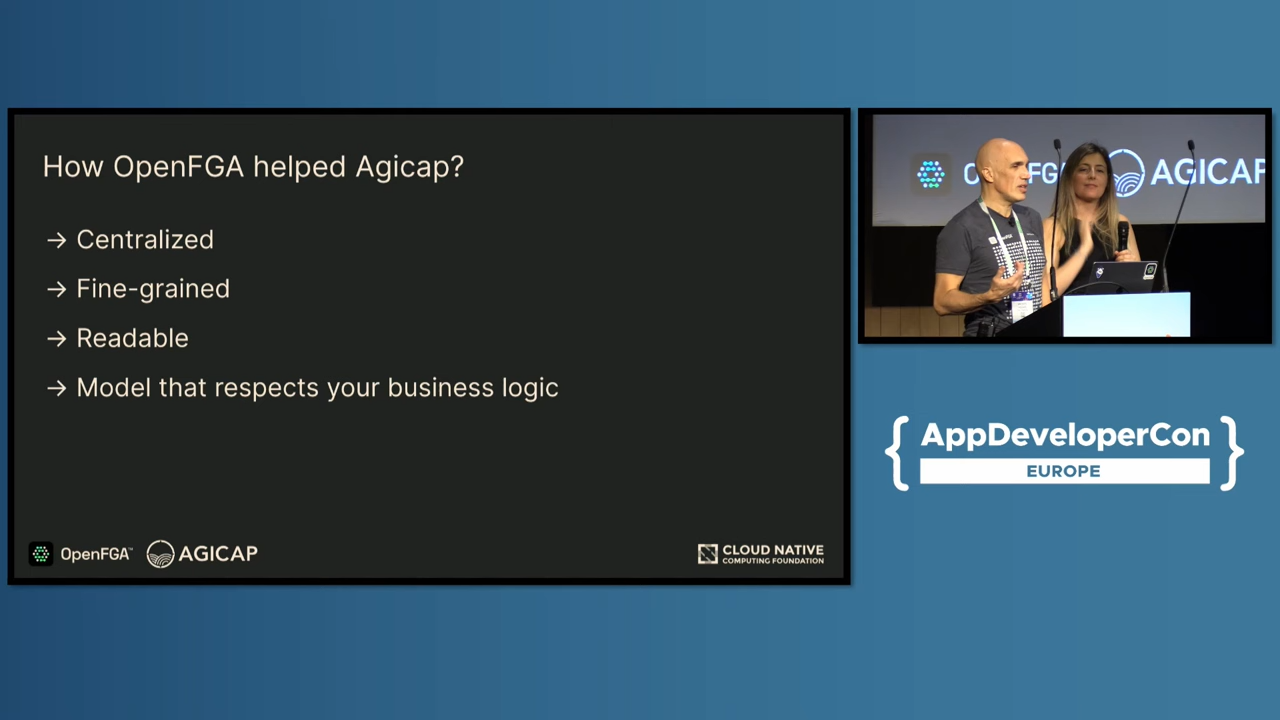 How OpenFGA helped Agicap?
→ Centralized
→ Fine-grained
→ Readable
→ Model that respects your business logic
OpenFGA™ AGICAP
CLOUD NATIVE
COMPUTING FOUNDATION
AGICAP
{ AppDeveloperCon }
EUROPE